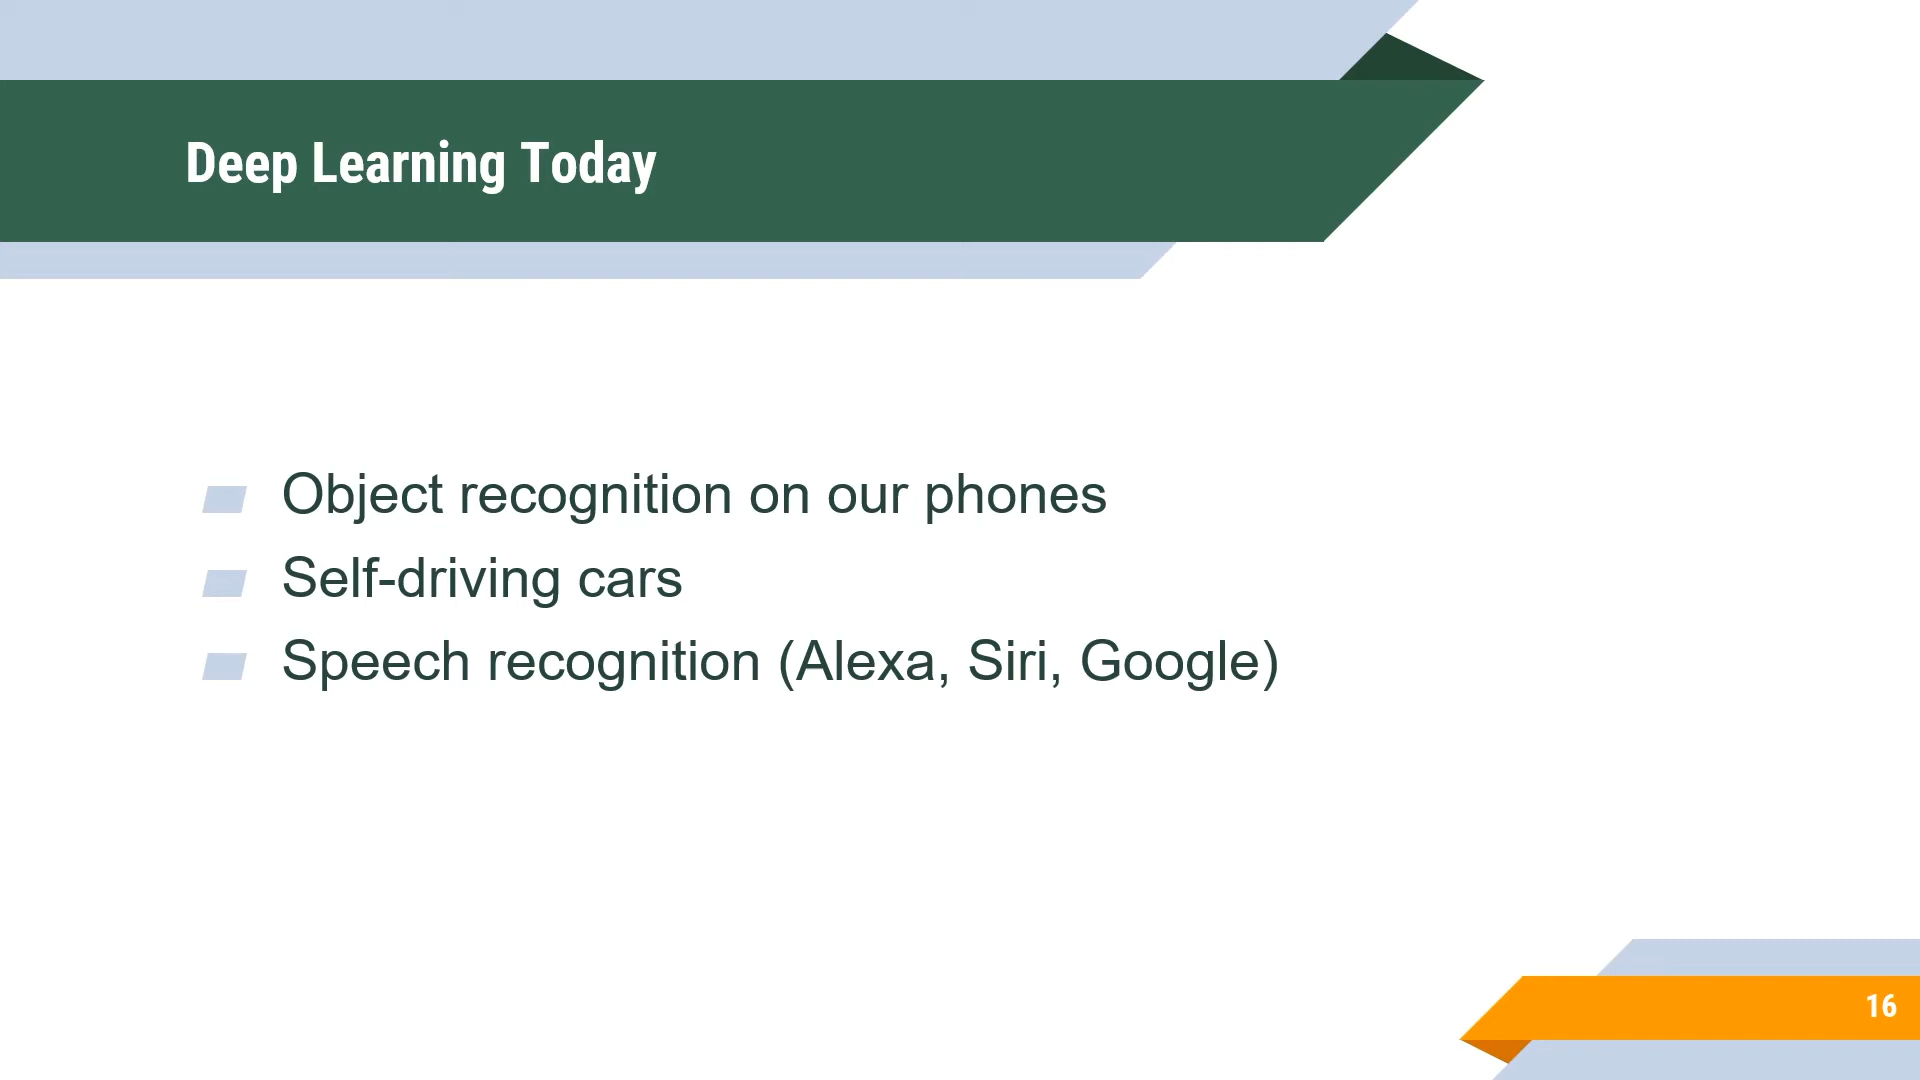 Deep Learning Today
Object recognition on our phones
Self-driving cars
Speech recognition (Alexa, Siri, Google)
16